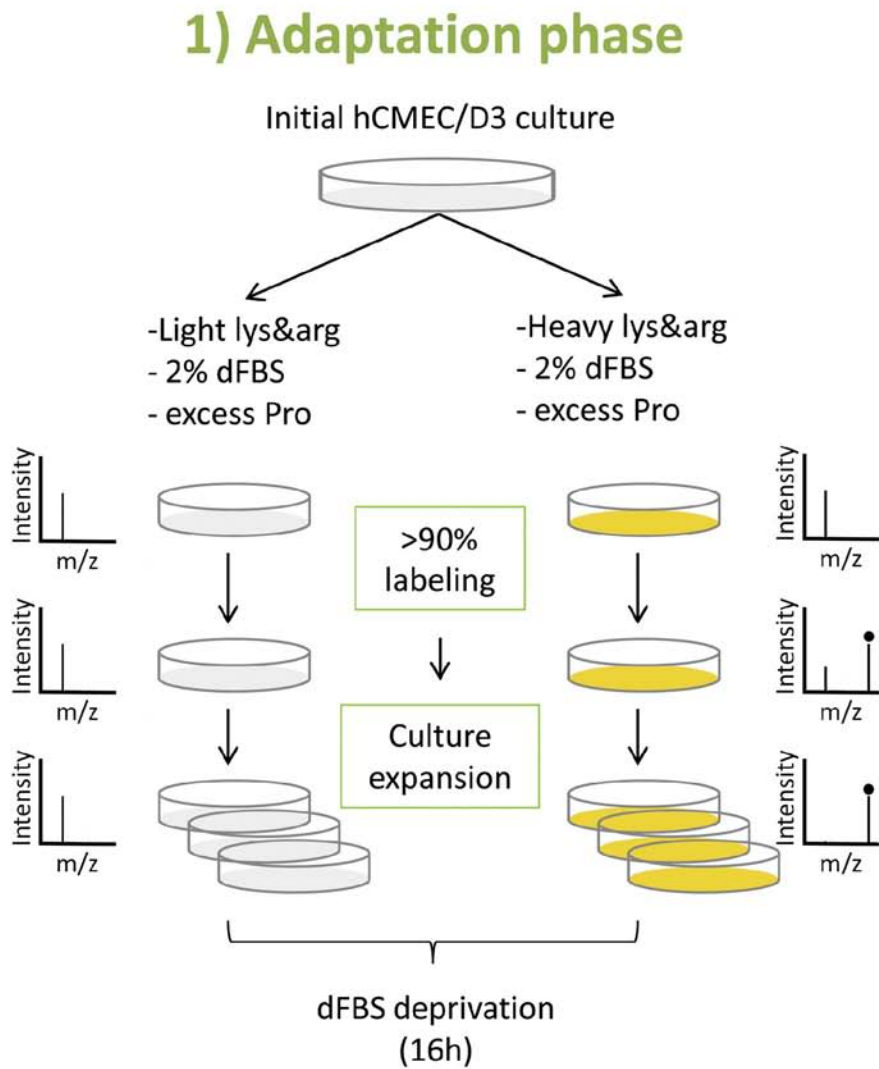 1) Adaptation phase
Initial hCMEC/D3 culture
-Light lys&arg
- 2% dFBS
- excess Pro
-Heavy lys&arg
- 2% dFBS
- excess Pro
Intensity
m/z
>90%
labeling
Intensity
m/z
Intensity
m/z
Intensity
m/z
Culture
expansion
Intensity
m/z
Intensity
m/z
dFBS deprivation
(16h)